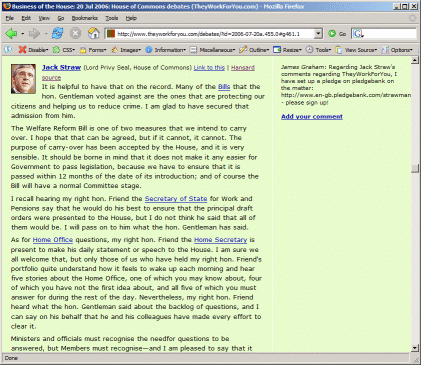 Business of the House: 20 Jul 2006: House of Commons debates (TheyWorkForYou.com) - Mozilla Firefox
File Edit View Go Bookmarks Tools Help
http://www.theyworkforyou.com/debates/?id=2006-07-20a.455.0#g461.1 Go
Disable CSS Forms Images Information Miscellaneous Outline Resize Tools View Source Options
Jack Straw (Lord Privy Seal, House of Commons) Link to this | Hansard
source
It is helpful to have that on the record. Many of the Bills that the
hon. Gentleman voted against are the ones that are protecting our
citizens and helping us to reduce crime. I am glad to have secured that
admission from him.
The Welfare Reform Bill is one of two measures that we intend to carry
over. I hope that that can be agreed, but if it cannot, it cannot. The
purpose of carry-over has been accepted by the House, and it is very
sensible. It should be borne in mind that it does not make it any easier for
Government to pass legislation, because we have to ensure that it is
passed within 12 months of the date of its introduction; and of course the
Bill will have a normal Committee stage.
I recall hearing my right hon. Friend the Secretary of State for Work and
Pensions say that he would do his best to ensure that the principal draft
orders were presented to the House, but I do not think he said that all of
them would be. I will pass on to him what the hon. Gentleman has said.
As for Home Office questions, my right hon. Friend the Home Secretary is
present to make his daily statement or speech to the House. I am sure we
all welcome that, but only those of us who have held my right hon. Friend's
portfolio quite understand how it feels to wake up each morning and hear
five stories about the Home Office, one of which you may know about, four
of which you have not the first idea about, and all five of which you must
answer for during the rest of the day. Nevertheless, my right hon. Friend
heard what the hon. Gentleman said about the backlog of questions, and I
can say on his behalf that he and his colleagues have made every effort to
clear it.
Ministers and officials must recognise the needfor questions to be
answered, but Members must recognise—and I am pleased to say that it
James Graham: Regarding Jack Straw's
comments regarding TheyWorkForYou, I
have set up a pledge on pledgebank on
the matter:
http://www.en-gb.pledgebank.com/strawman
- please sign up!
Add your comment
Done